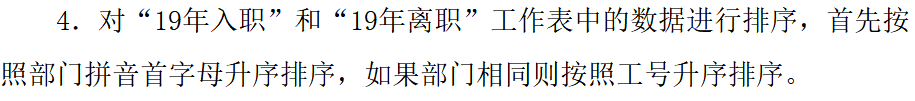 4．对“19年入职”和“19年离职”工作表中的数据进行排序，首先按
照部门拼音首字母升序排序，如果部门相同则按照工号升序排序。